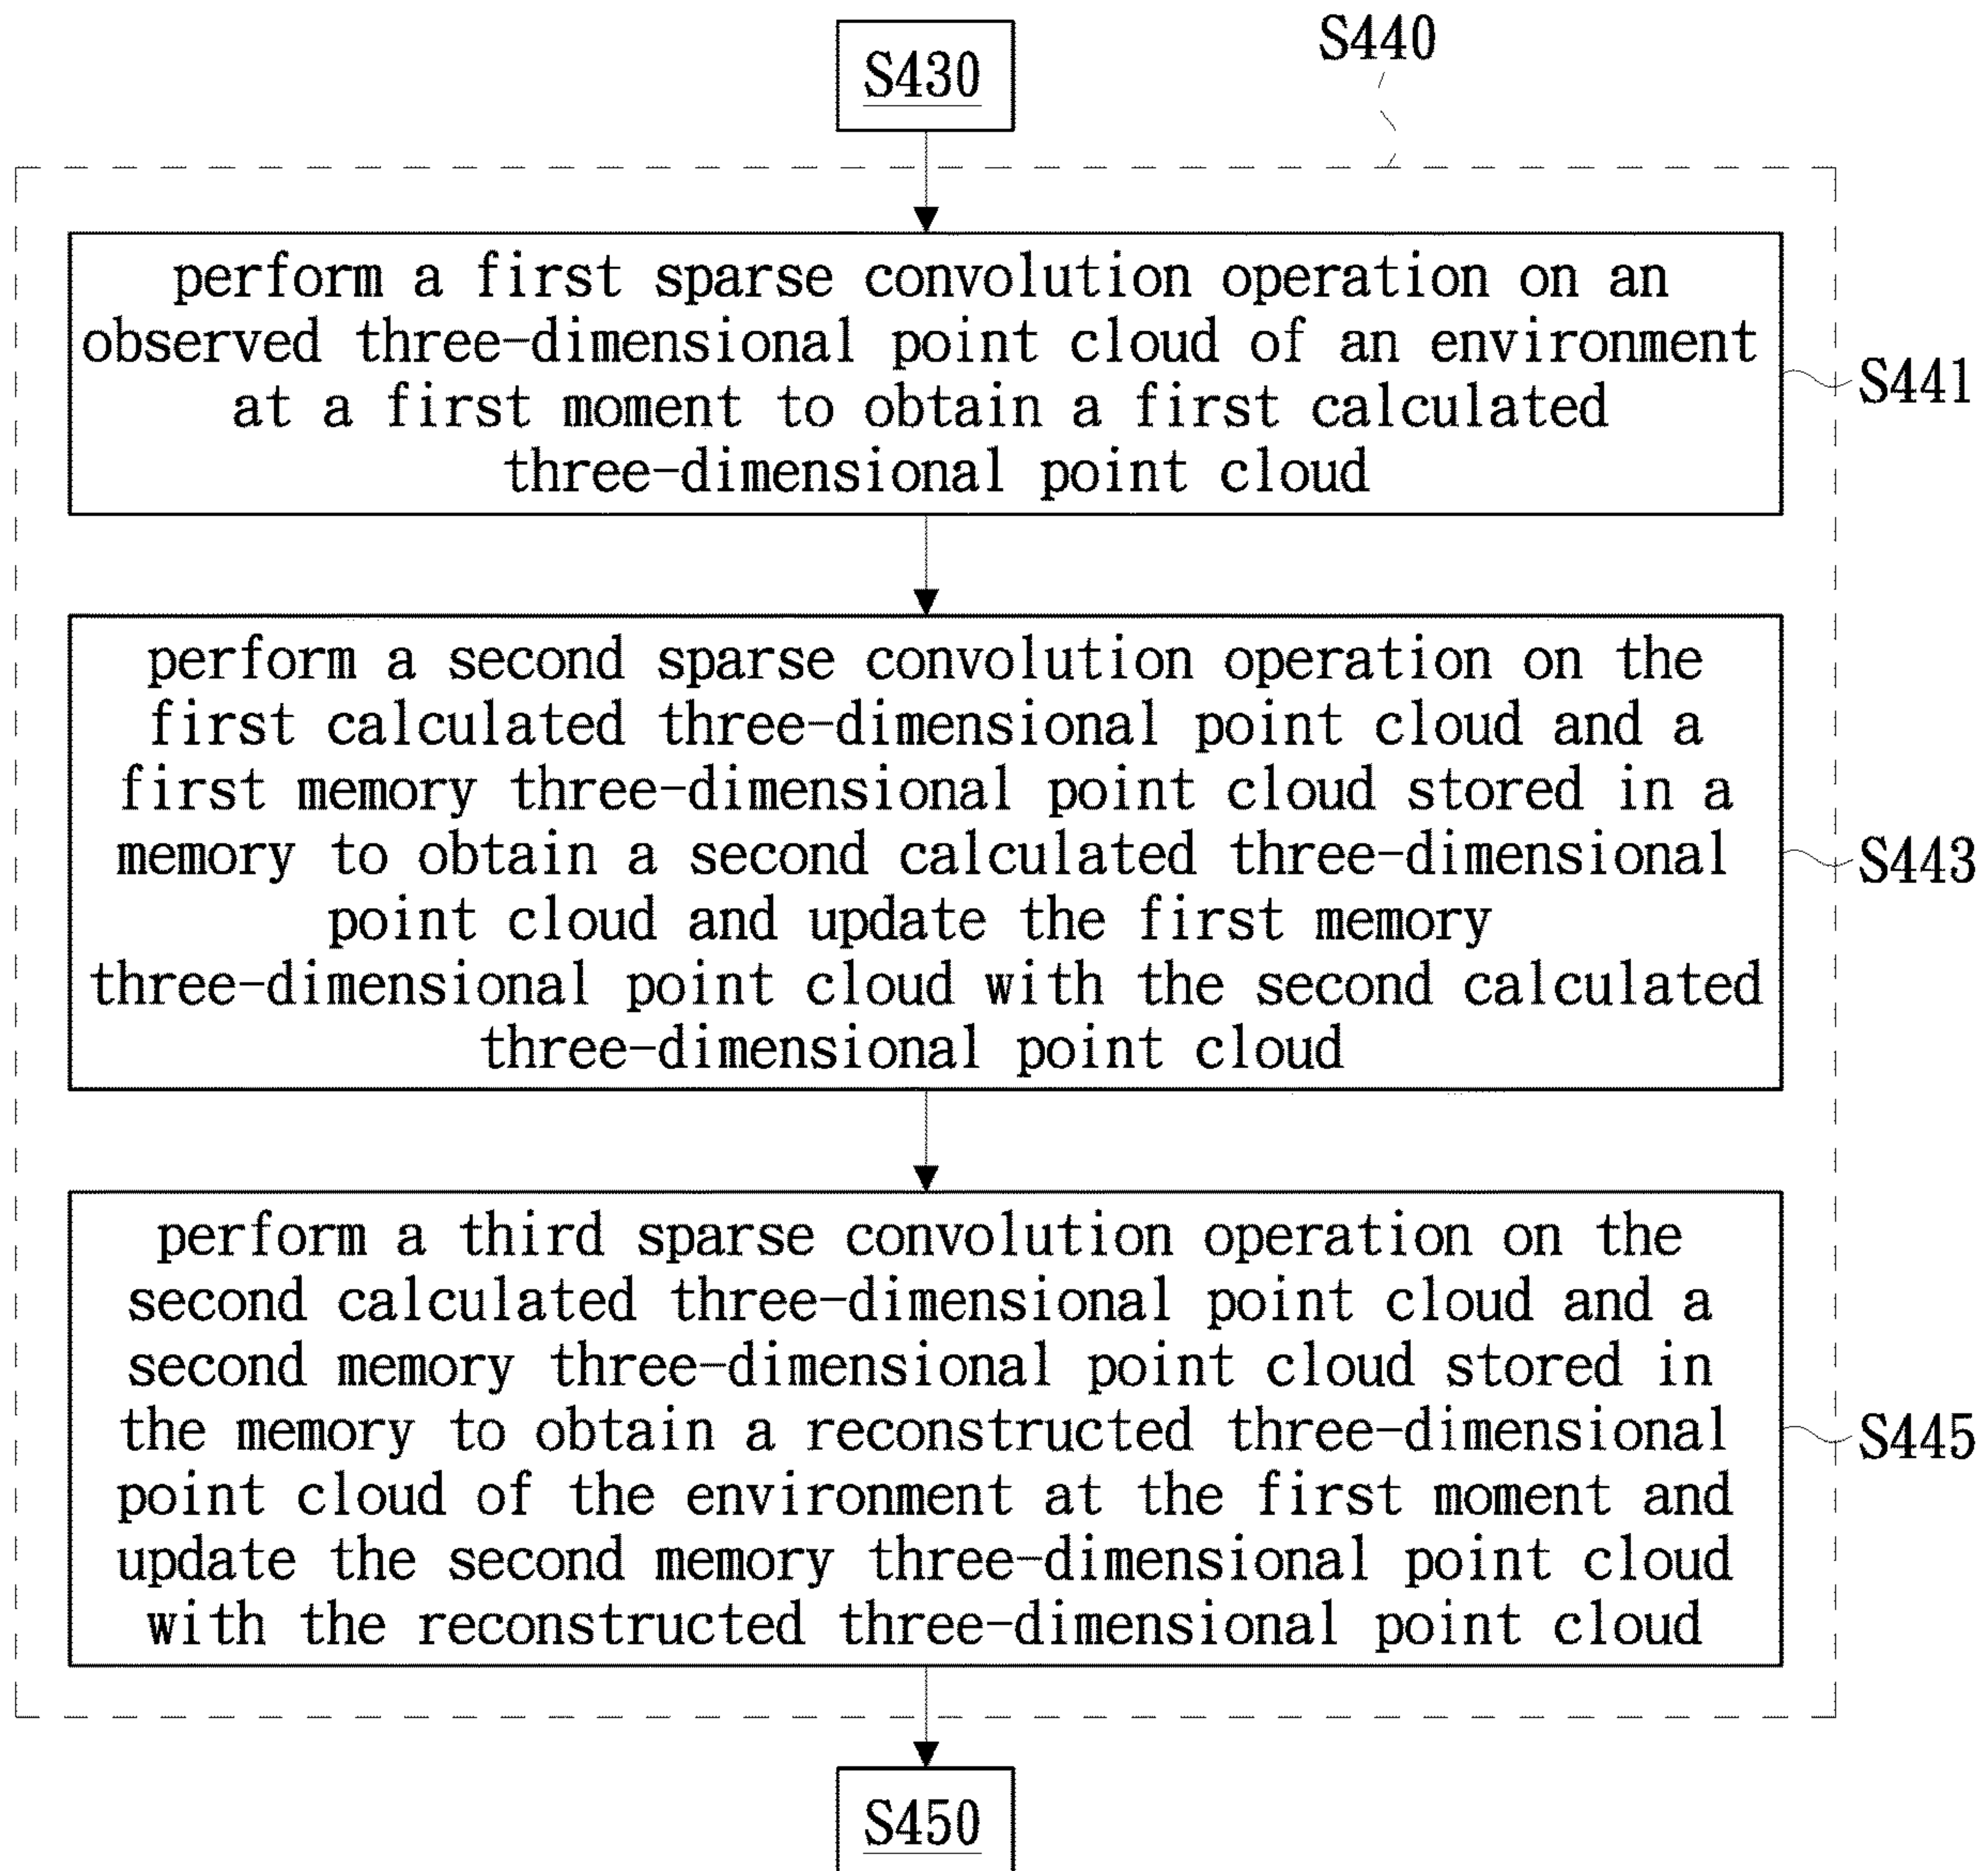 S430
S440
perform a first sparse convolution operation on an
observed three-dimensional point cloud of an environment
at a first moment to obtain a first calculated
three-dimensional point cloud
S441
perform a second sparse convolution operation on the
first calculated three-dimensional point cloud and a
first memory three-dimensional point cloud stored in a
memory to obtain a second calculated three-dimensional
point cloud and update the first memory
three-dimensional point cloud with the second calculated
three-dimensional point cloud
S443
perform a third sparse convolution operation on the
second calculated three-dimensional point cloud and a
second memory three-dimensional point cloud stored in
the memory to obtain a reconstructed three-dimensional
point cloud of the environment at the first moment and
update the second memory three-dimensional point cloud
with the reconstructed three-dimensional point cloud
S445
S450